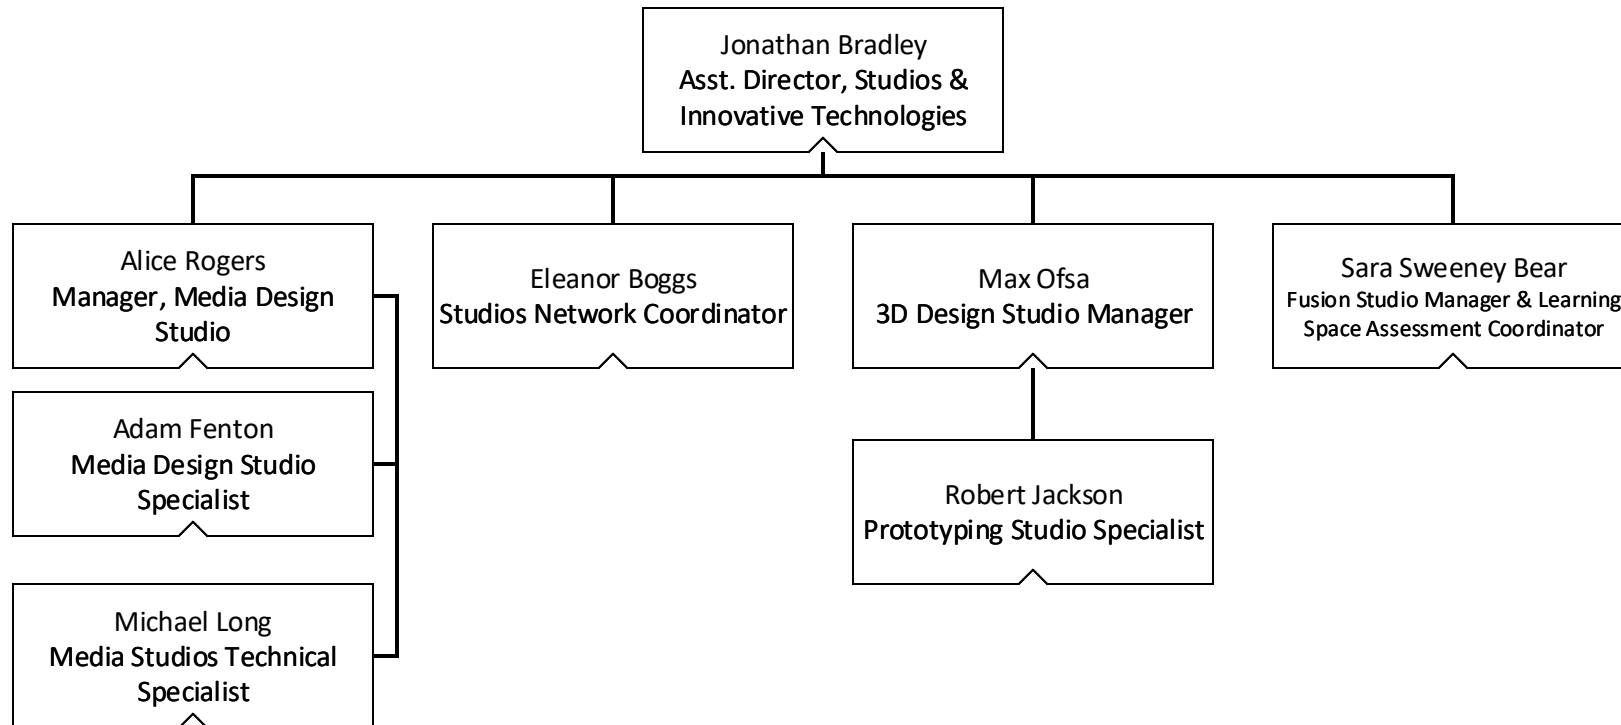 Jonathan Bradley
Asst. Director, Studios &
Innovative Technologies
Alice Rogers
Manager, Media Design
Studio
Eleanor Boggs
Studios Network Coordinator
Max Ofsa
3D Design Studio Manager
Sara Sweeney Bear
Fusion Studio Manager & Learning
Space Assessment Coordinator
Adam Fenton
Media Design Studio
Specialist
Robert Jackson
Prototyping Studio Specialist
Michael Long
Media Studios Technical
Specialist